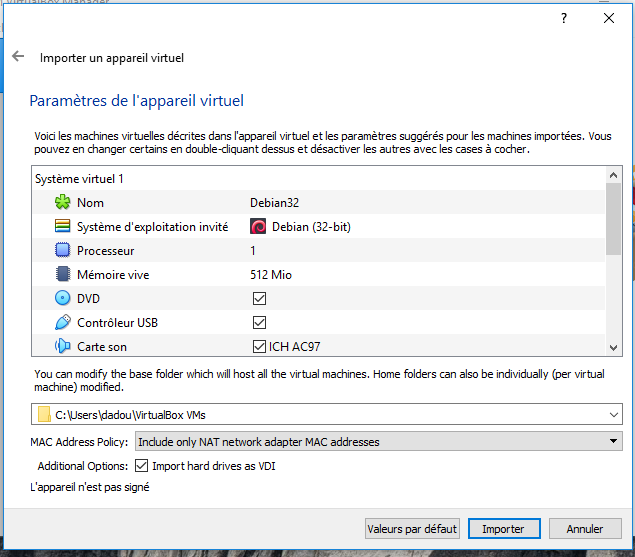 VirtualBox Manager
?
Importer un appareil virtuel
Paramètres de l'appareil virtuel
Voici les machines virtuelles décrites dans l'appareil virtuel et les paramètres suggérés pour les machines importées. Vous
pouvez en changer certains en double-cliquant dessus et désactiver les autres avec les cases à cocher.
Système virtuel 1
Nom Debian32
Système d'exploitation invité Debian (32-bit)
Processeur 1
Mémoire vive 512 Mio
DVD
Contrôleur USB
Carte son ICH AC97
You can modify the base folder which will host all the virtual machines. Home folders can also be individually (per virtual
machine) modified.
C:\Users\dadou\VirtualBox VMs
MAC Address Policy: Include only NAT network adapter MAC addresses
Additional Options: Import hard drives as VDI
L'appareil n'est pas signé
Valeurs par défaut Importer Annuler